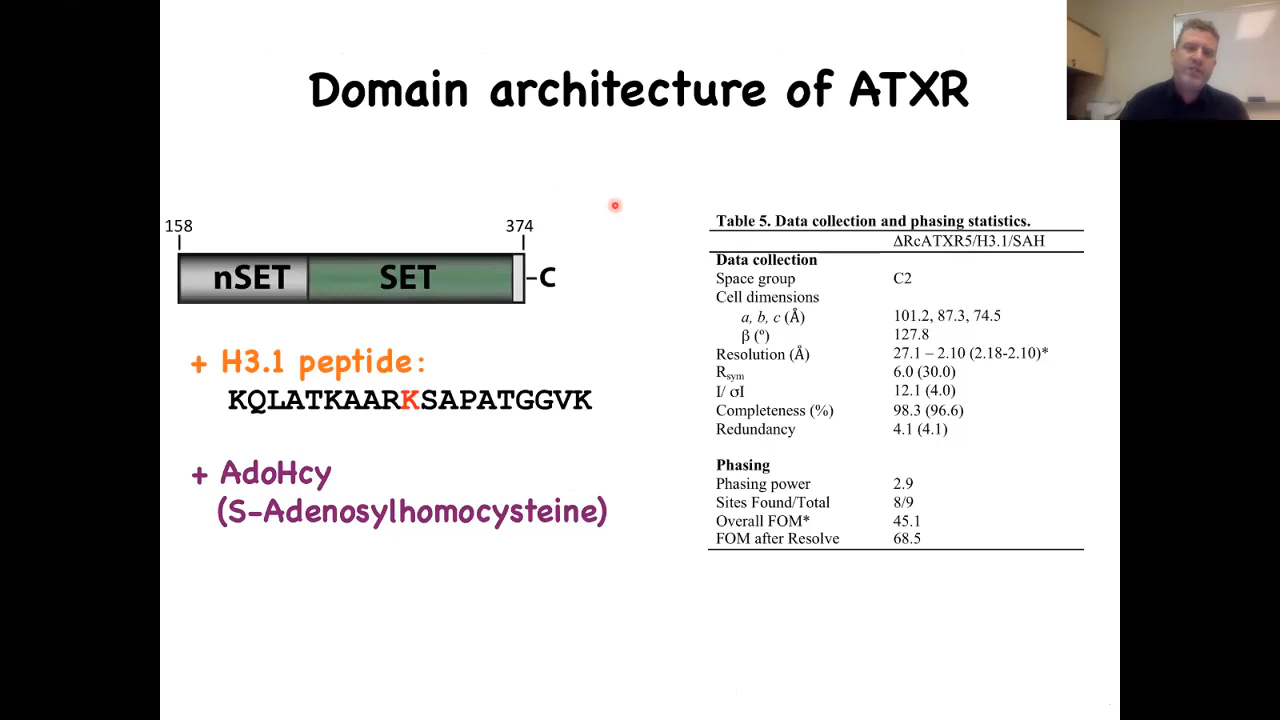 Domain architecture of ATXR
158 374
nSET SET -C
+ H3.1 peptide:
KQLATKAARKSAPATGGVK
+ AdoHcy
(S-Adenosylhomocysteine)
Table 5. Data collection and phasing statistics.
ΔRcATXR5/H3.1/SAH
Data collection
Space group C2
Cell dimensions
a, b, c (Å) 101.2, 87.3, 74.5
β (º) 127.8
Resolution (Å) 27.1 – 2.10 (2.18-2.10)*
Rsym 6.0 (30.0)
I/ σI 12.1 (4.0)
Completeness (%) 98.3 (96.6)
Redundancy 4.1 (4.1)
Phasing
Phasing power 2.9
Sites Found/Total 8/9
Overall FOM* 45.1
FOM after Resolve 68.5